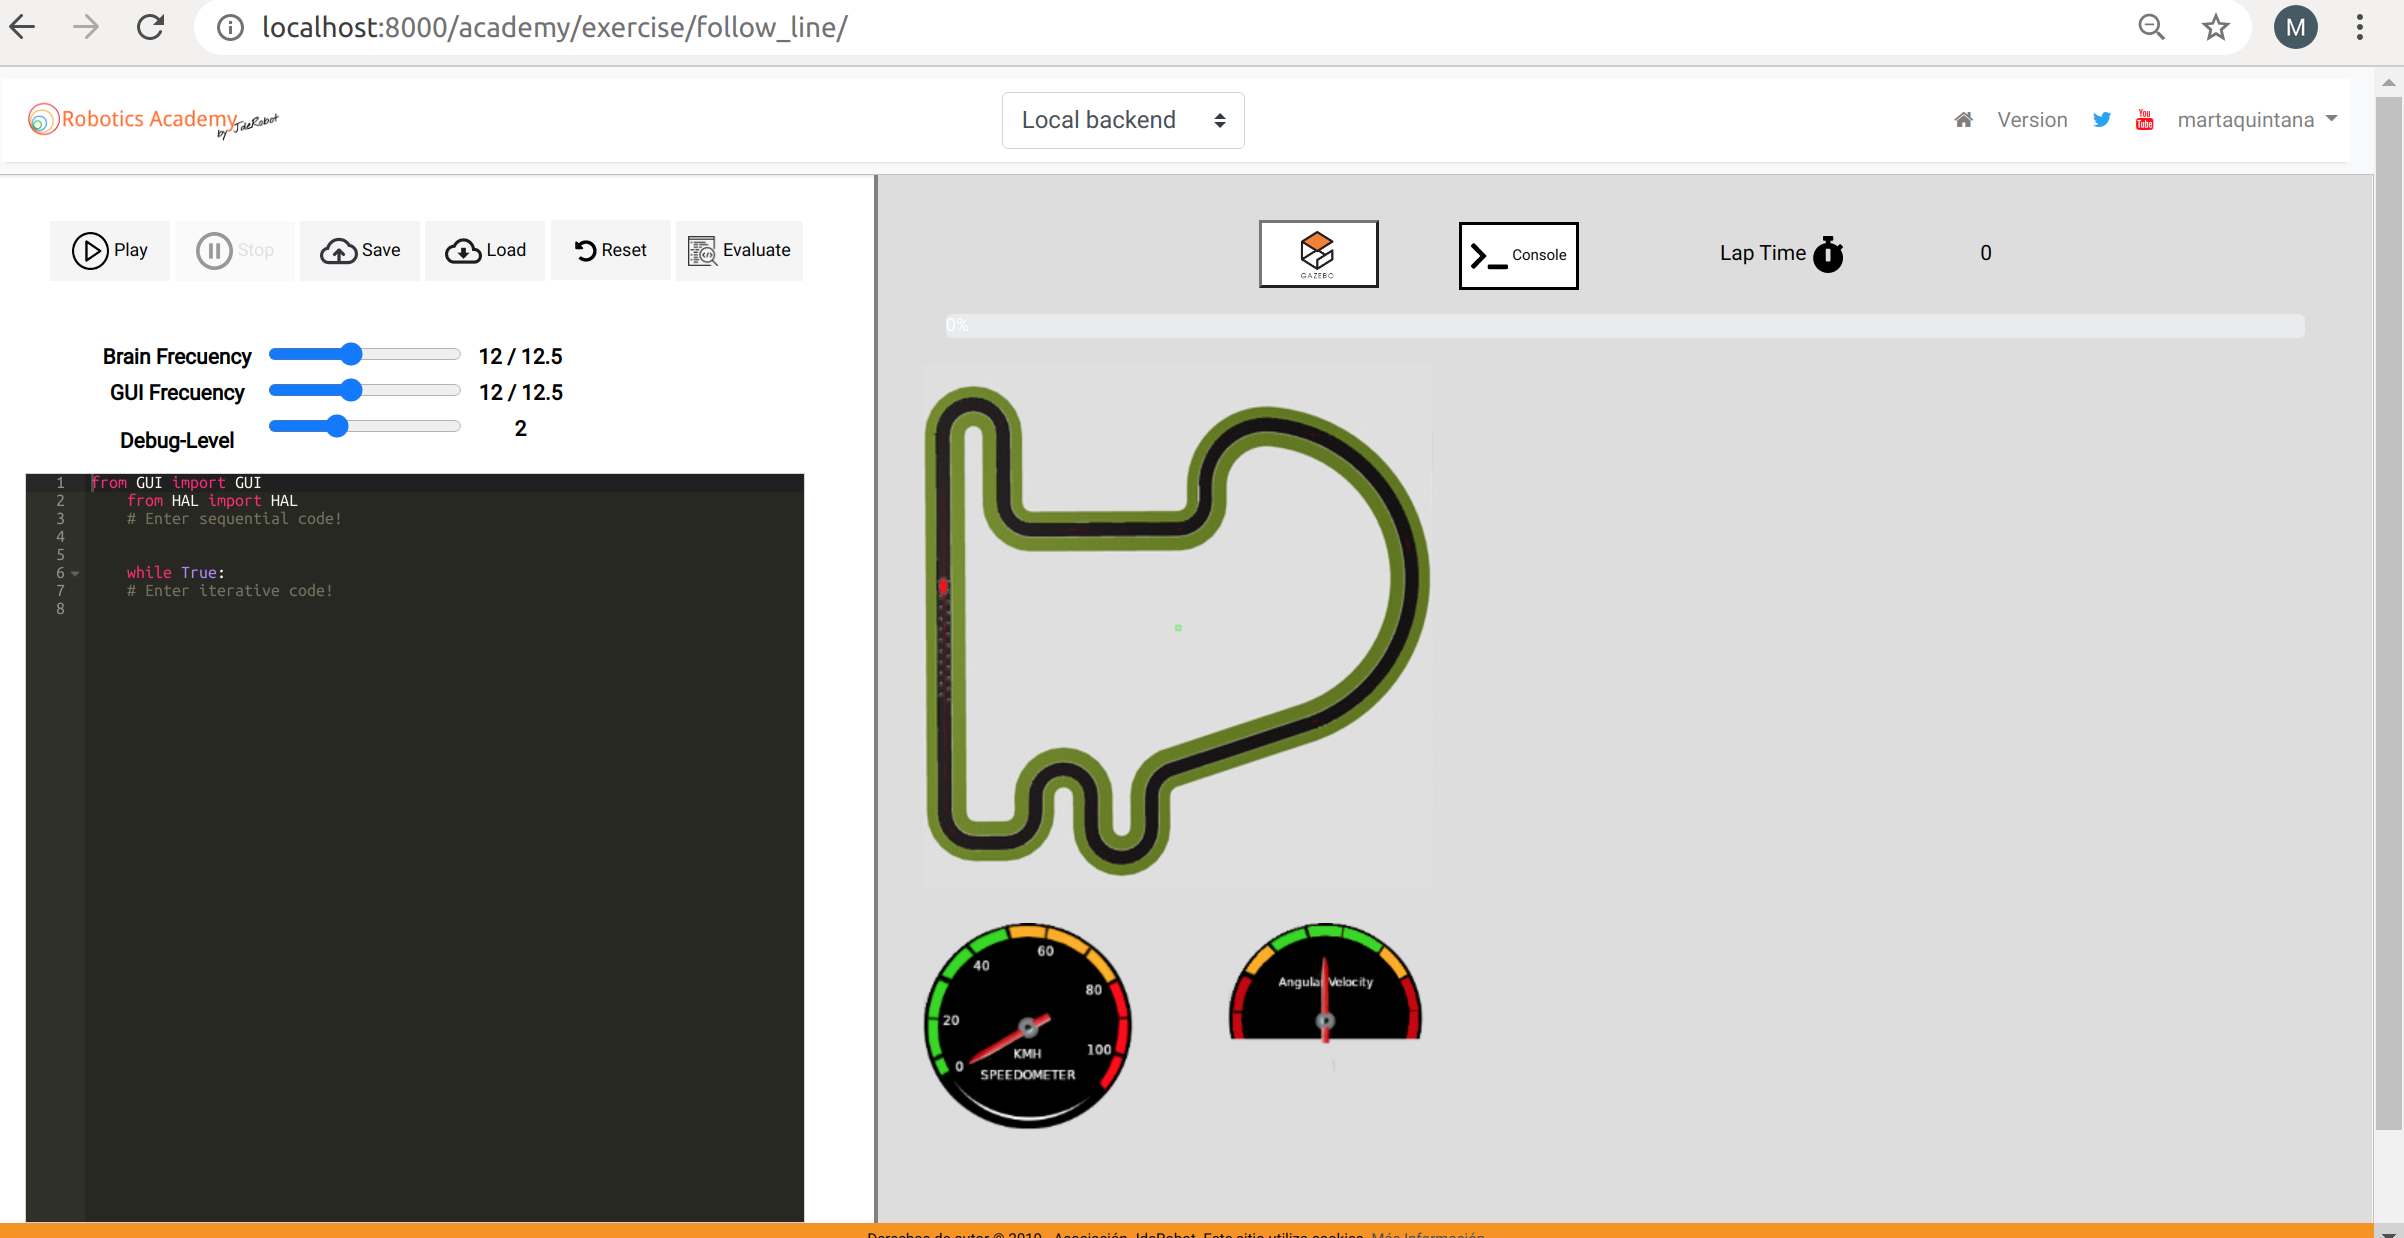 localhost:8000/academy/exercise/follow_line/
M
Robotics Academy
by JdeRobot
Local backend
Version
You
Tube
martaquintana
Play
Stop
Save
Load
Reset
Evaluate
GAZEBO
Console
Lap Time
0
0%
Brain Frecuency
12 / 12.5
GUI Frecuency
12 / 12.5
Debug-Level
2
1 from GUI import GUI
2 from HAL import HAL
3 # Enter sequential code!
4
5
6 while True:
7 # Enter iterative code!
8
0
20
40
60
80
100
KMH
SPEEDOMETER
Angular Velocity
Derechos de autor © 2019 - Asociación JdeRobot. Este sitio utiliza cookies. Más Información